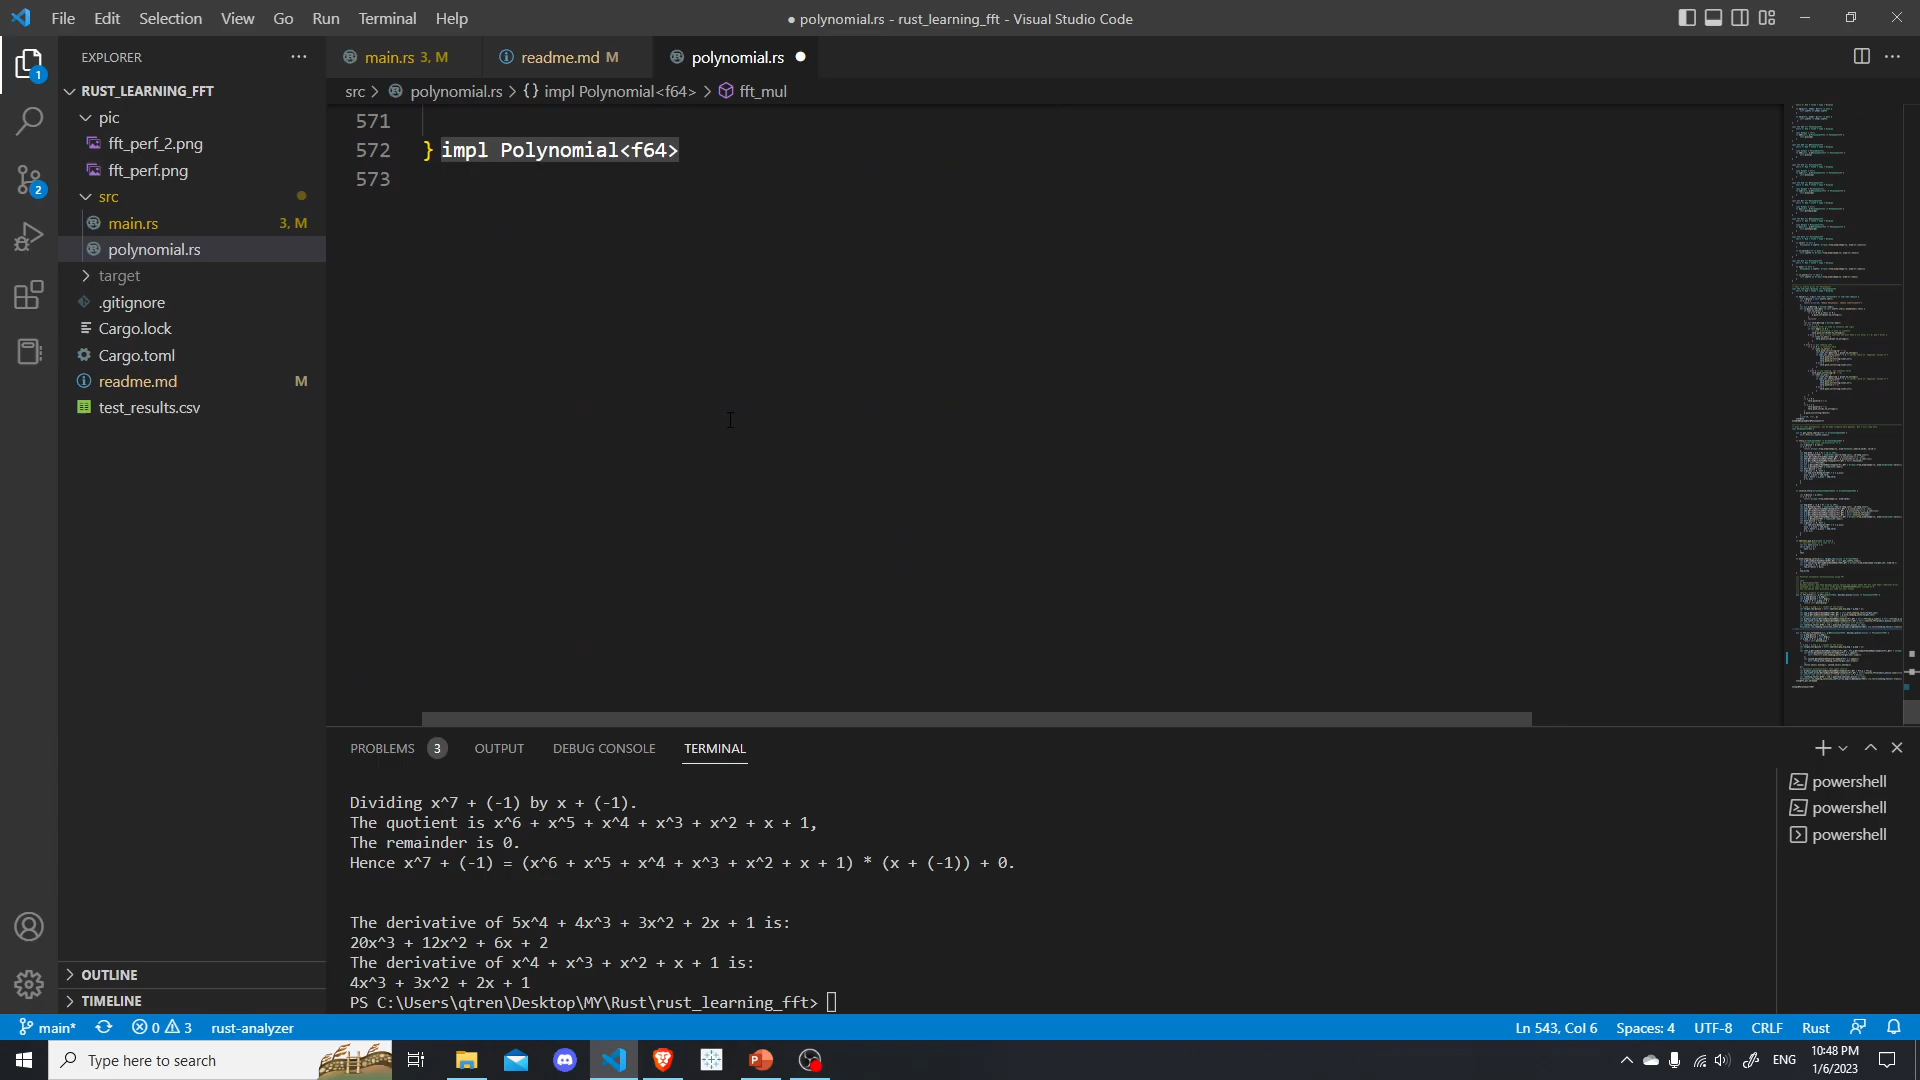 File Edit Selection View Go Run Terminal Help
● polynomial.rs - rust_learning_fft - Visual Studio Code
EXPLORER
main.rs 3, M
readme.md M
polynomial.rs
src > polynomial.rs > {} impl Polynomial<f64> > fft_mul
RUST_LEARNING_FFT
pic
fft_perf_2.png
fft_perf.png
src
main.rs 3, M
polynomial.rs
target
.gitignore
Cargo.lock
Cargo.toml
readme.md M
test_results.csv
OUTLINE
TIMELINE
1
2
571
572 } impl Polynomial<f64>
573
PROBLEMS 3 OUTPUT DEBUG CONSOLE TERMINAL
Dividing x^7 + (-1) by x + (-1).
The quotient is x^6 + x^5 + x^4 + x^3 + x^2 + x + 1,
The remainder is 0.
Hence x^7 + (-1) = (x^6 + x^5 + x^4 + x^3 + x^2 + x + 1) * (x + (-1)) + 0.
The derivative of 5x^4 + 4x^3 + 3x^2 + 2x + 1 is:
20x^3 + 12x^2 + 6x + 2
The derivative of x^4 + x^3 + x^2 + x + 1 is:
4x^3 + 3x^2 + 2x + 1
PS C:\Users\qtren\Desktop\MY\Rust\rust_learning_fft>
powershell
powershell
powershell
main* 0 3 rust-analyzer
Ln 543, Col 6 Spaces: 4 UTF-8 CRLF Rust
Type here to search
ENG
10:48 PM
1/6/2023